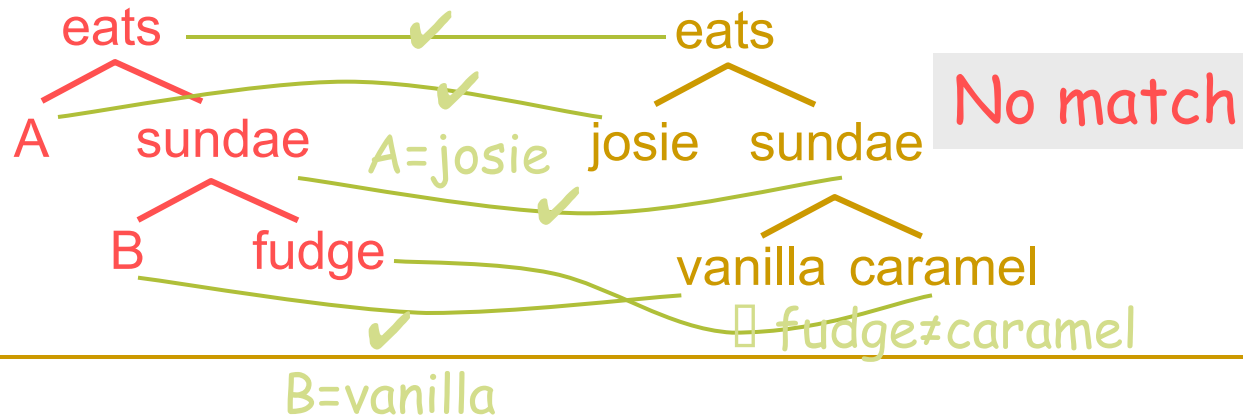 eats ✔ eats
✔ No match
A sundae A=josie josie sundae
✔
B fudge vanilla caramel
✔ ▯ fudge≠caramel
B=vanilla